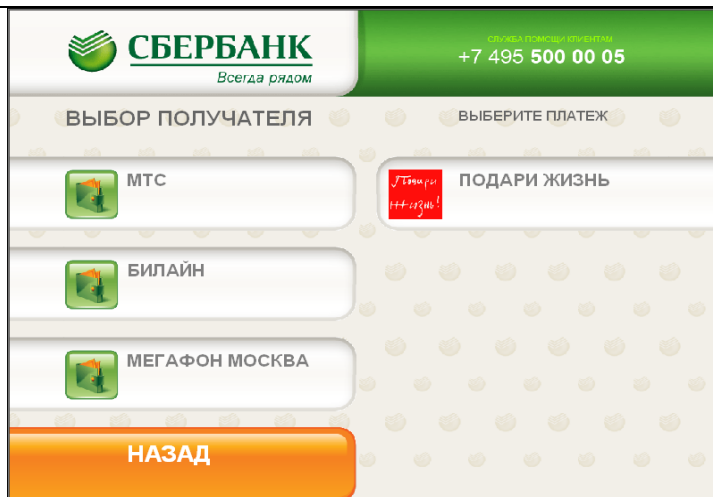 СБЕРБАНК
Всегда рядом
СЛУЖБА ПОМОЩИ КЛИЕНТАМ
+7 495 500 00 05
ВЫБОР ПОЛУЧАТЕЛЯ
ВЫБЕРИТЕ ПЛАТЕЖ
МТС
Подари
жизнь!
ПОДАРИ ЖИЗНЬ
БИЛАЙН
МЕГАФОН МОСКВА
НАЗАД